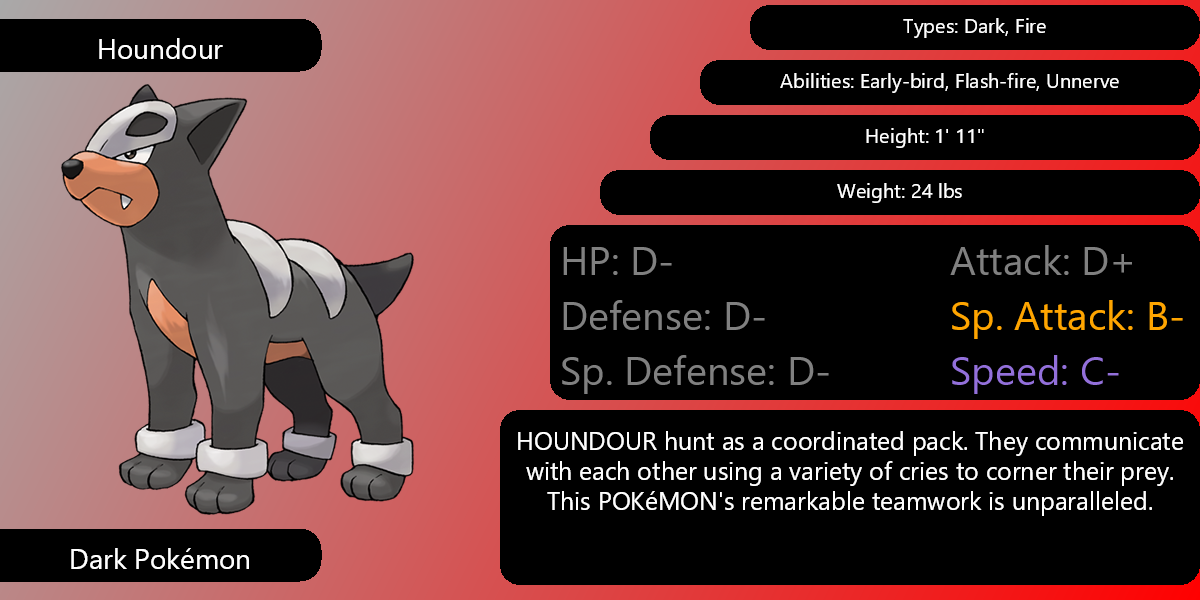 Houndour
Types: Dark, Fire
Abilities: Early-bird, Flash-fire, Unnerve
Height: 1' 11"
Weight: 24 lbs
HP: D-
Attack: D+
Defense: D-
Sp. Attack: B-
Sp. Defense: D-
Speed: C-
HOUNDOUR hunt as a coordinated pack. They communicate
with each other using a variety of cries to corner their prey.
This POKéMON's remarkable teamwork is unparalleled.
Dark Pokémon